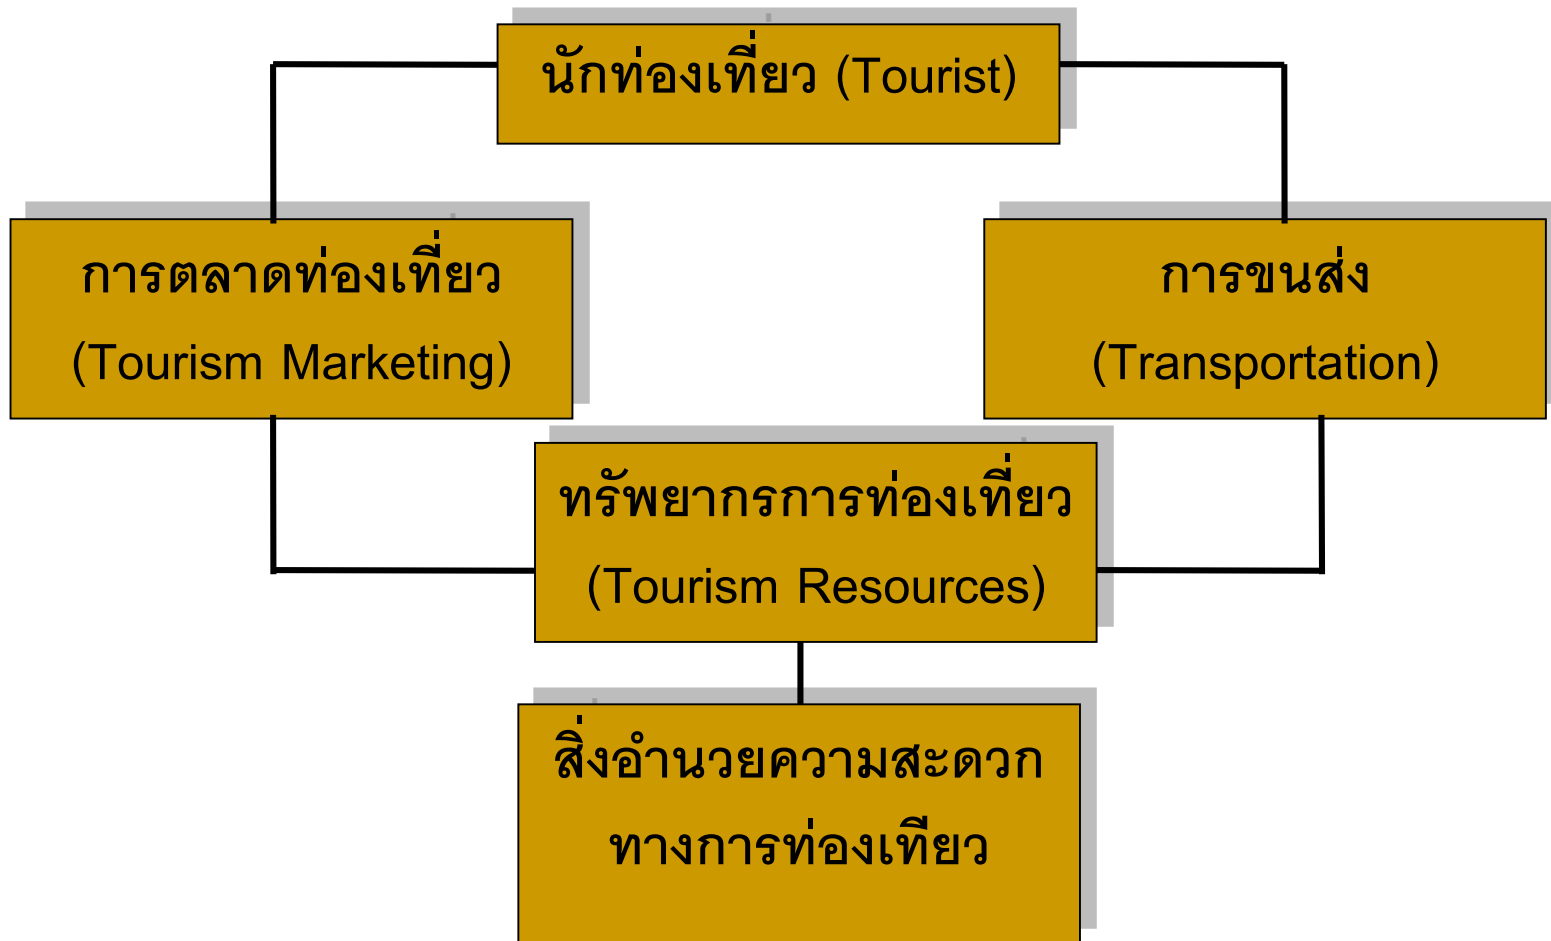 นักท่องเที่ยว (Tourist)
การตลาดท่องเที่ยว
(Tourism Marketing)
การขนส่ง
(Transportation)
ทรัพยากรการท่องเที่ยว
(Tourism Resources)
สิ่งอำนวยความสะดวก
ทางการท่องเทียว